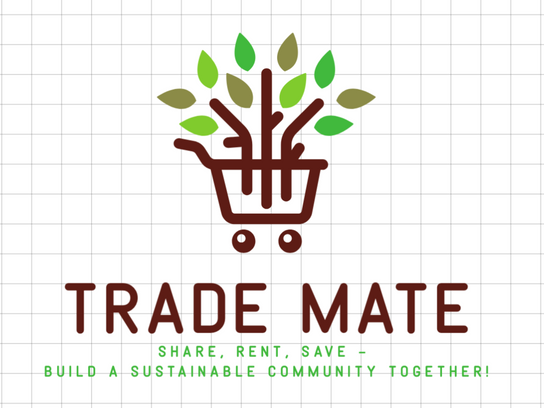 TRADE MATE
SHARE, RENT, SAVE –
BUILD A SUSTAINABLE COMMUNITY TOGETHER!